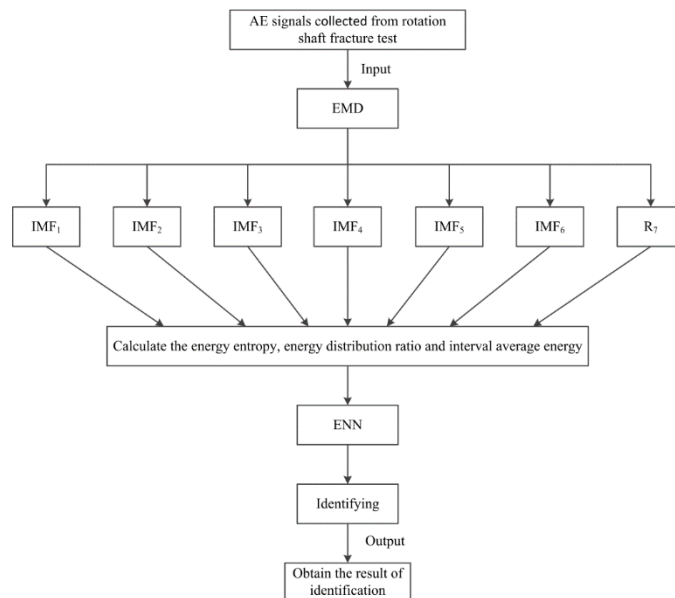 AE signals collected from rotation
shaft fracture test
Input
EMD
IMF₁ IMF₂ IMF₃ IMF₄ IMF₅ IMF₆ R₇
Calculate the energy entropy, energy distribution ratio and interval average energy
ENN
Identifying
Output
Obtain the result of
identification